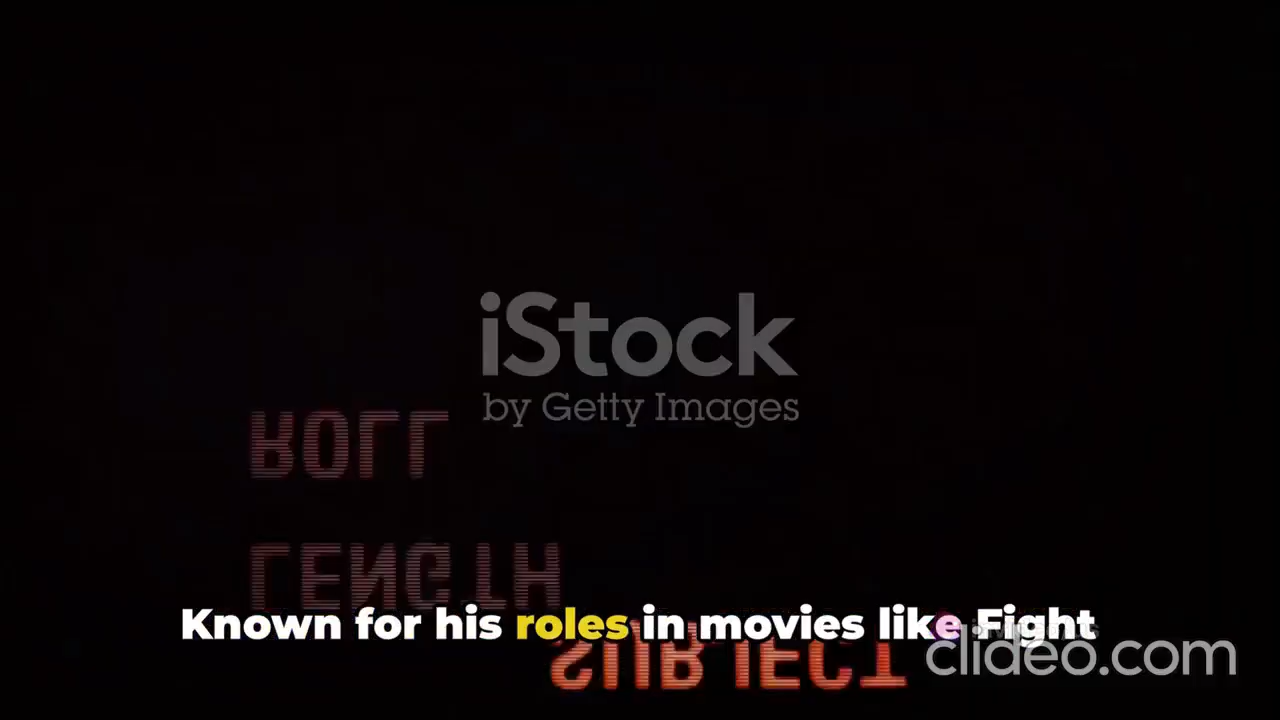 iStock
by Getty Images
ROLL
LENGTH
Known for his roles in movies like Fight
SUBJECT
clideo.com